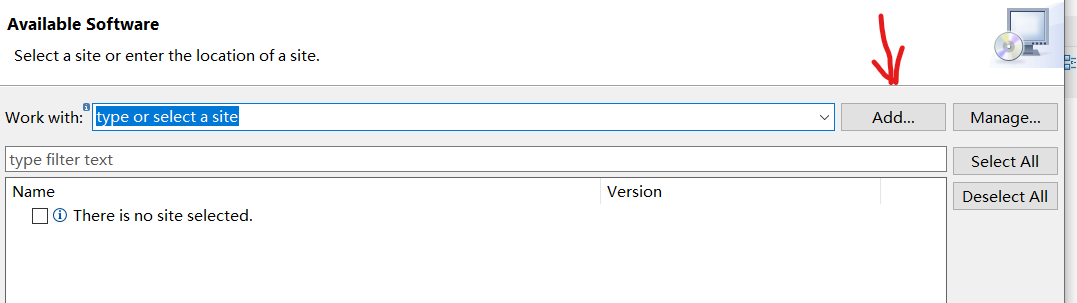 Available Software
Select a site or enter the location of a site.
Work with: type or select a site Add... Manage...
type filter text Select All
Name Version Deselect All
There is no site selected.